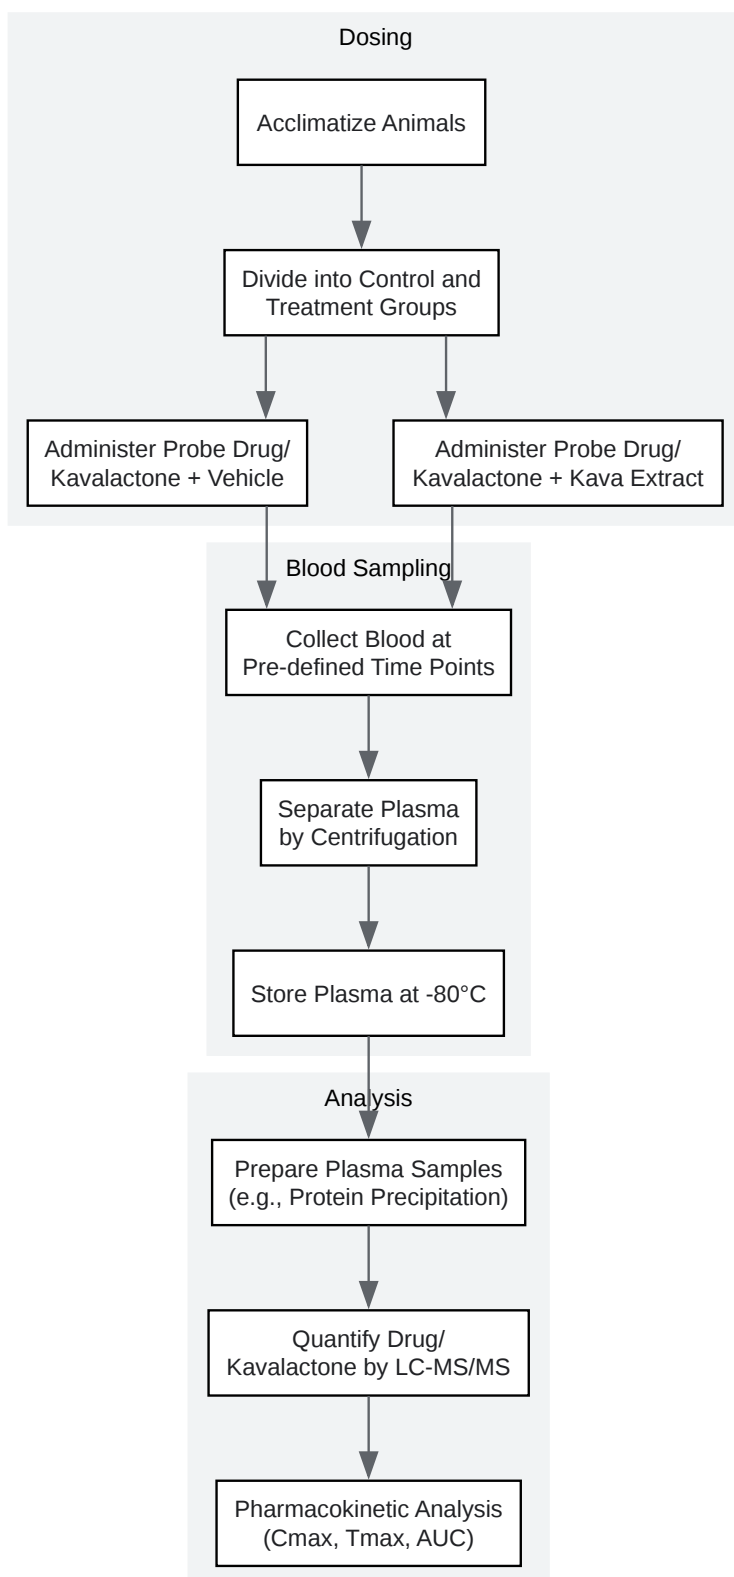 Dosing
Acclimatize Animals
Divide into Control and
Treatment Groups
Administer Probe Drug/
Kavalactone + Vehicle
Administer Probe Drug/
Kavalactone + Kava Extract
Blood Sampling
Collect Blood at
Pre-defined Time Points
Separate Plasma
by Centrifugation
Store Plasma at -80°C
Analysis
Prepare Plasma Samples
(e.g., Protein Precipitation)
Quantify Drug/
Kavalactone by LC-MS/MS
Pharmacokinetic Analysis
(Cmax, Tmax, AUC)